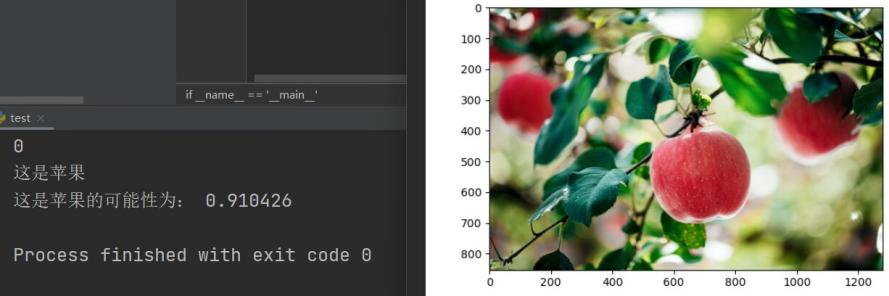 if __name__ == '__main__'
test ×
0
这是苹果
这是苹果的可能性为： 0.910426
Process finished with exit code 0
0
100
200
300
400
500
600
700
800
0 200 400 600 800 1000 1200